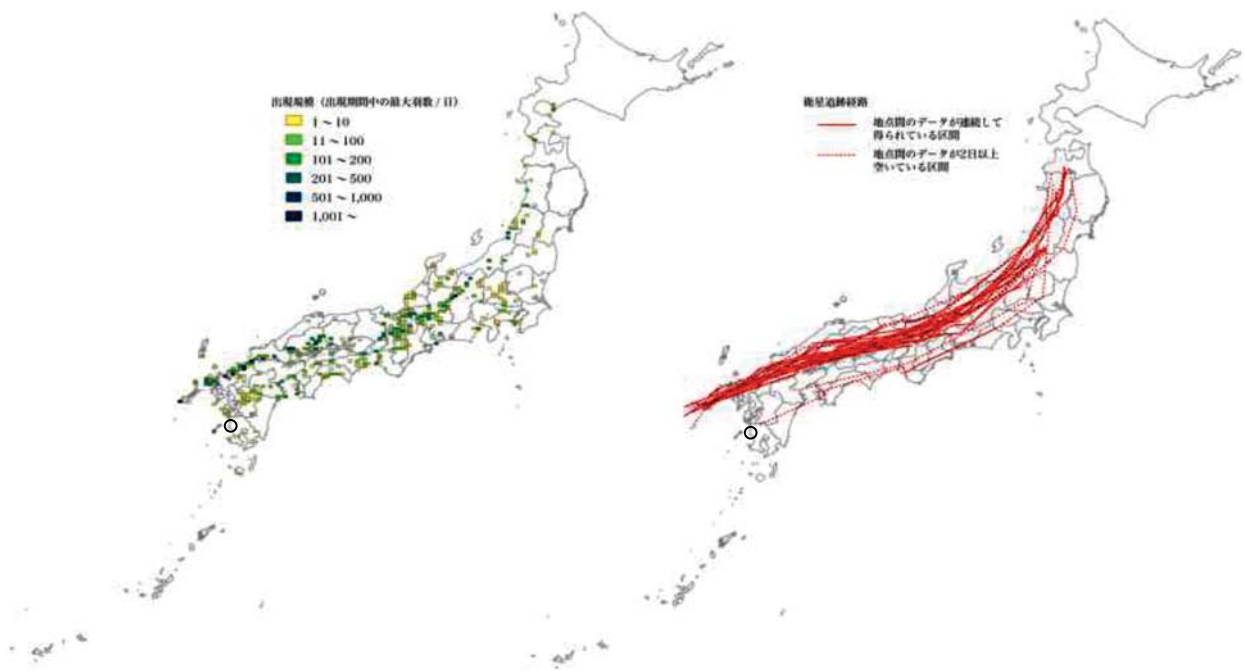 出現規模（出現期間中の最大羽数 / 日）
1 ～ 10
11 ～ 100
101 ～ 200
201 ～ 500
501 ～ 1,000
1,001 ～
衛星追跡経路
地点間のデータが連続して
得られている区間
地点間のデータが2日以上
空いている区間